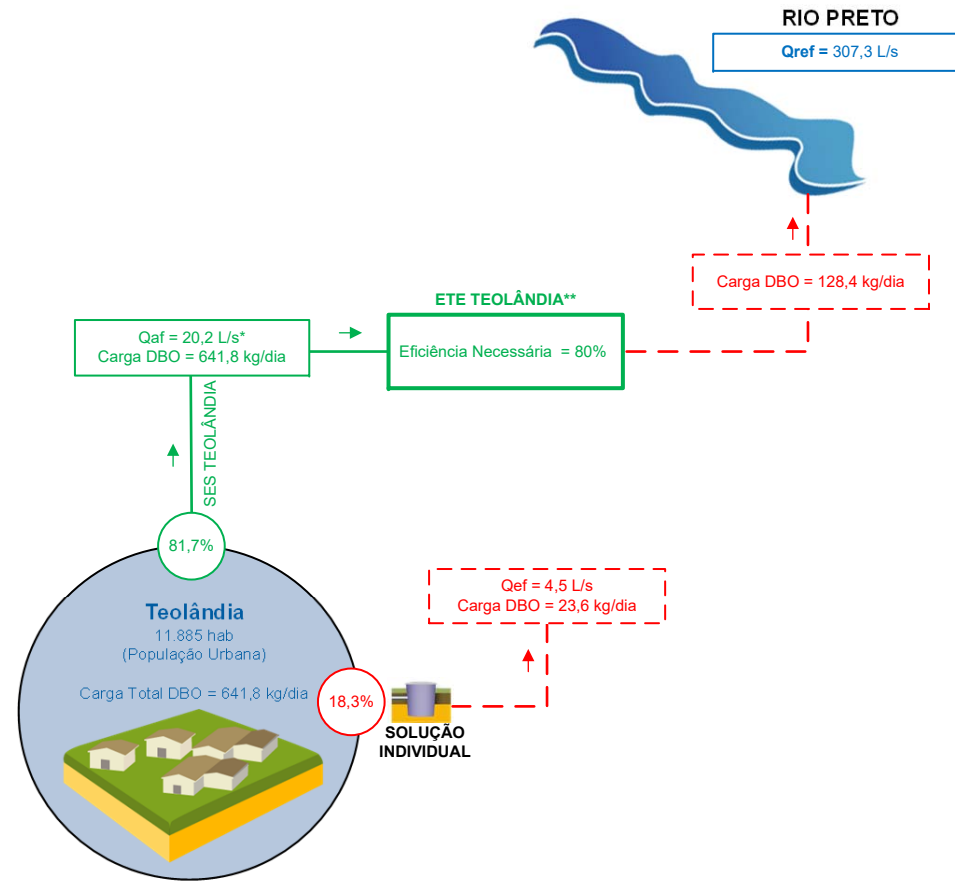 RIO PRETO
Qref = 307,3 L/s
Carga DBO = 128,4 kg/dia
ETE TEOLÂNDIA**
Eficiência Necessária = 80%
Qaf = 20,2 L/s*
Carga DBO = 641,8 kg/dia
SES TEOLÂNDIA
81,7%
Teolândia
11.885 hab
(População Urbana)
Carga Total DBO = 641,8 kg/dia
18,3%
SOLUÇÃO
INDIVIDUAL
Qef = 4,5 L/s
Carga DBO = 23,6 kg/dia